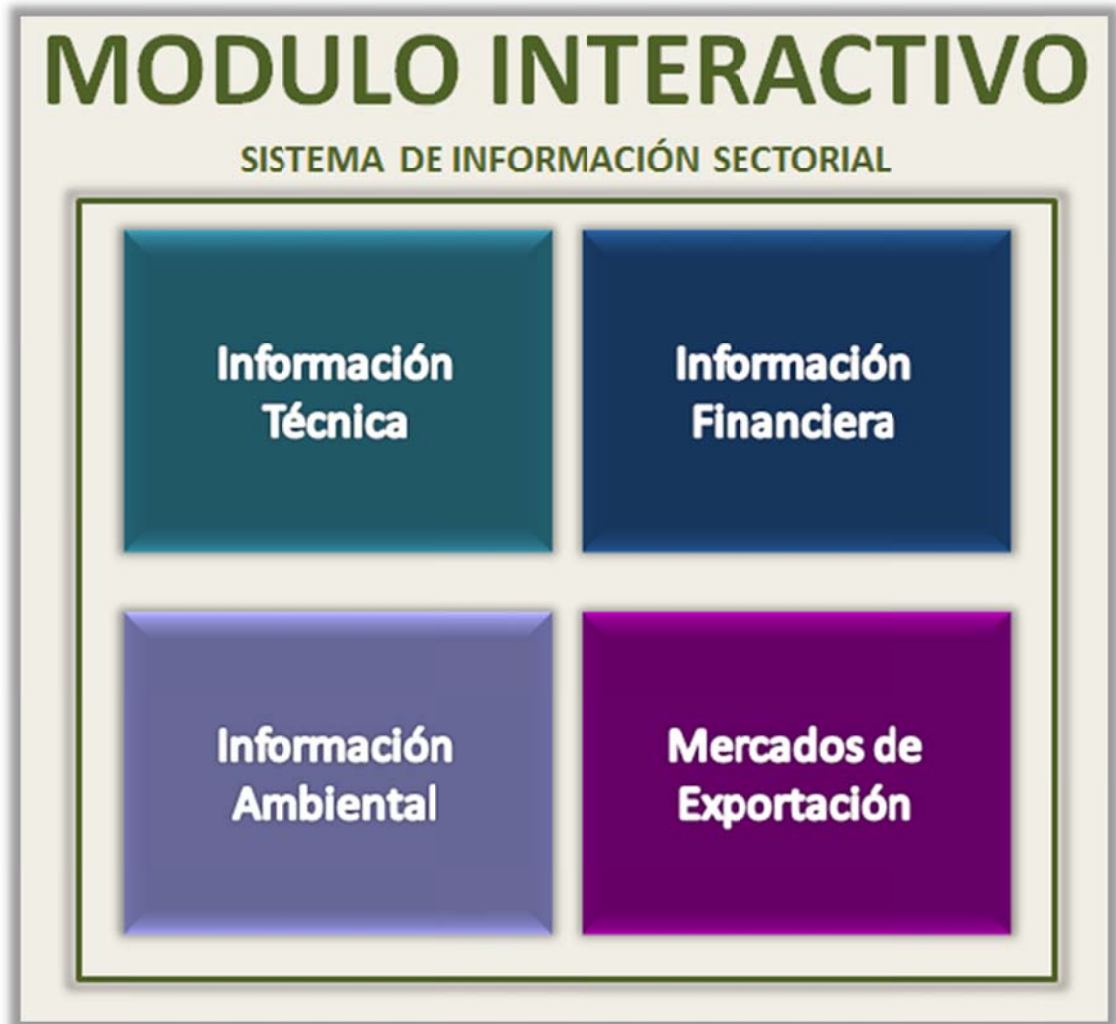 MODULO INTERACTIVO
SISTEMA DE INFORMACIÓN SECTORIAL
Información
Técnica
Información
Financiera
Información
Ambiental
Mercados de
Exportación